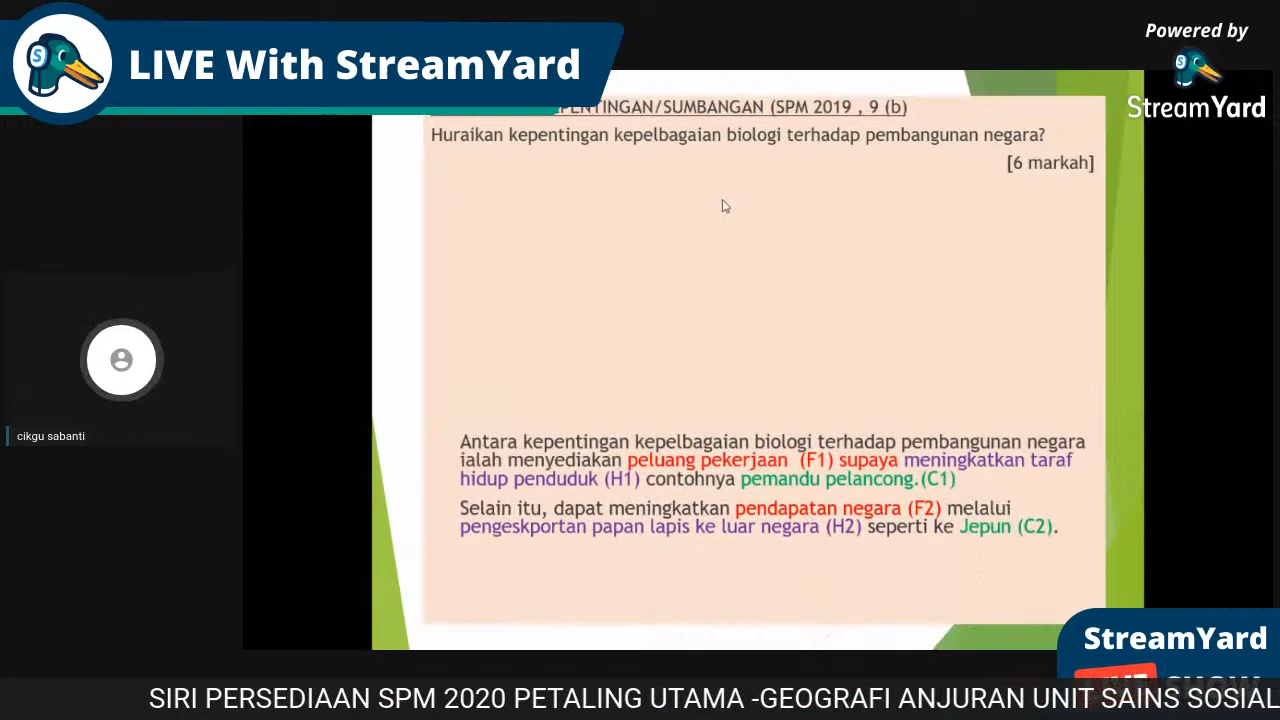 LIVE With StreamYard
Powered by
StreamYard
(SPM 2019 , 9 (b)
Huraikan kepentingan kepelbagaian biologi terhadap pembangunan negara?
[6 markah]
cikgu sabanti
Antara kepentingan kepelbagaian biologi terhadap pembangunan negara
ialah menyediakan peluang pekerjaan (F1) supaya meningkatkan taraf
hidup penduduk (H1) contohnya pemandu pelancong.(C1)
Selain itu, dapat meningkatkan pendapatan negara (F2) melalui
pengeskportan papan lapis ke luar negara (H2) seperti ke Jepun (C2).
StreamYard
SIRI PERSEDIAAN SPM 2020 PETALING UTAMA -GEOGRAFI ANJURAN UNIT SAINS SOSIAL